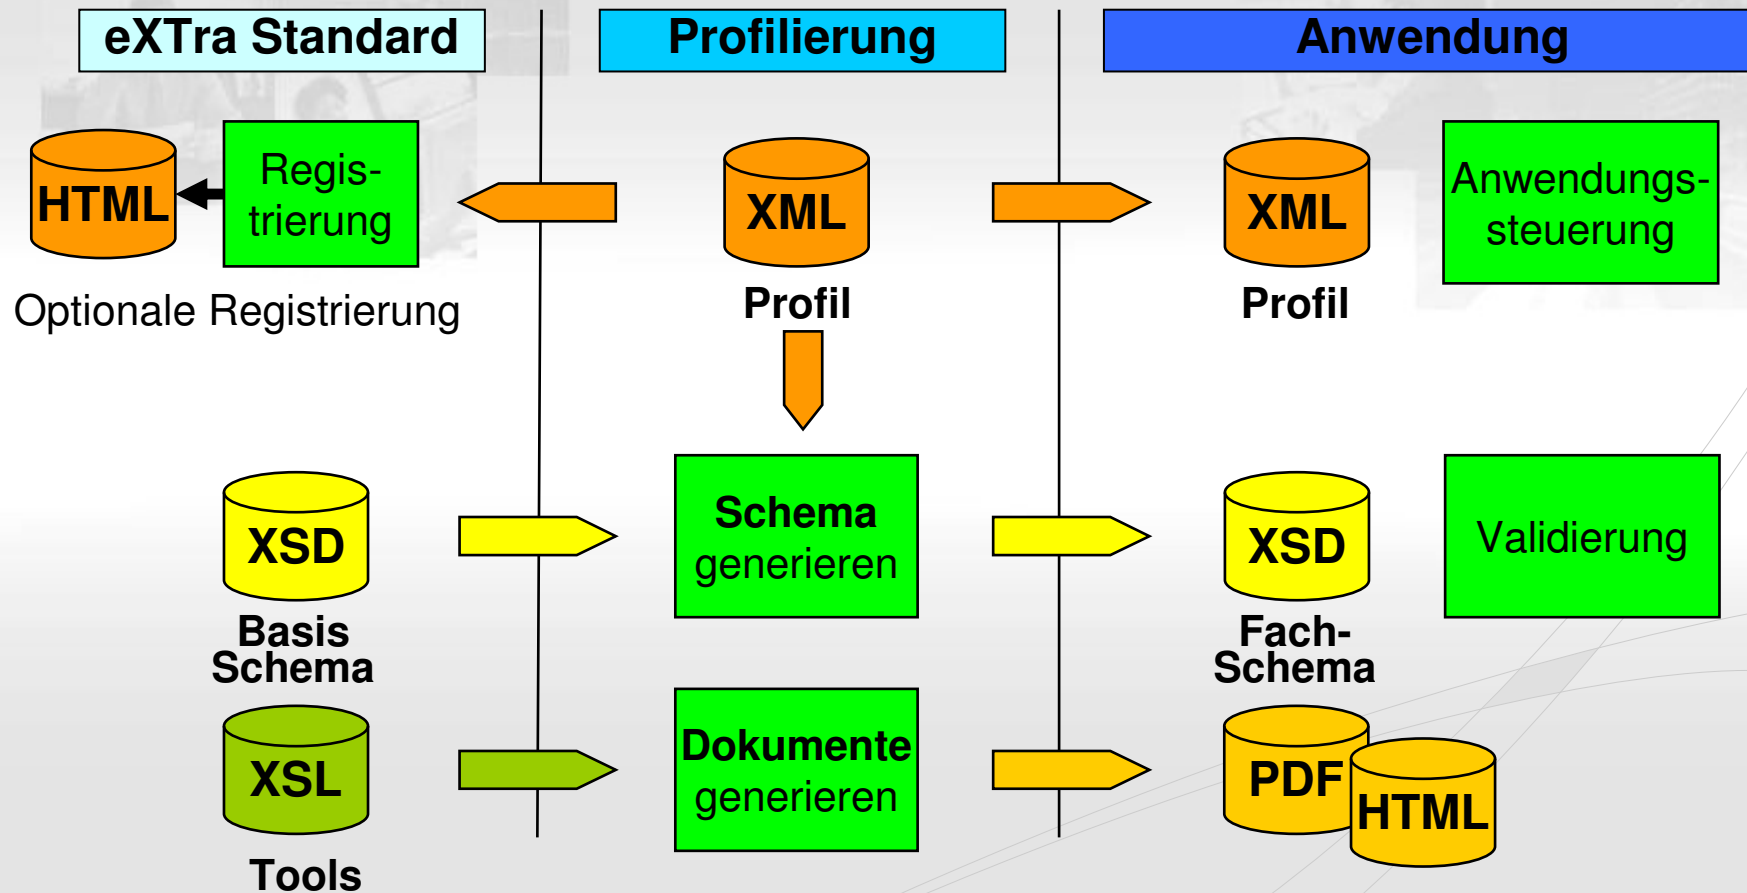 eXTra Standard
Profilierung
Anwendung
HTML
Regis-
trierung
Optionale Registrierung
XML
Profil
XML
Profil
Anwendungs-
steuerung
XSD
Basis
Schema
Schema
generieren
XSD
Fach-
Schema
Validierung
XSL
Tools
Dokumente
generieren
PDF
HTML